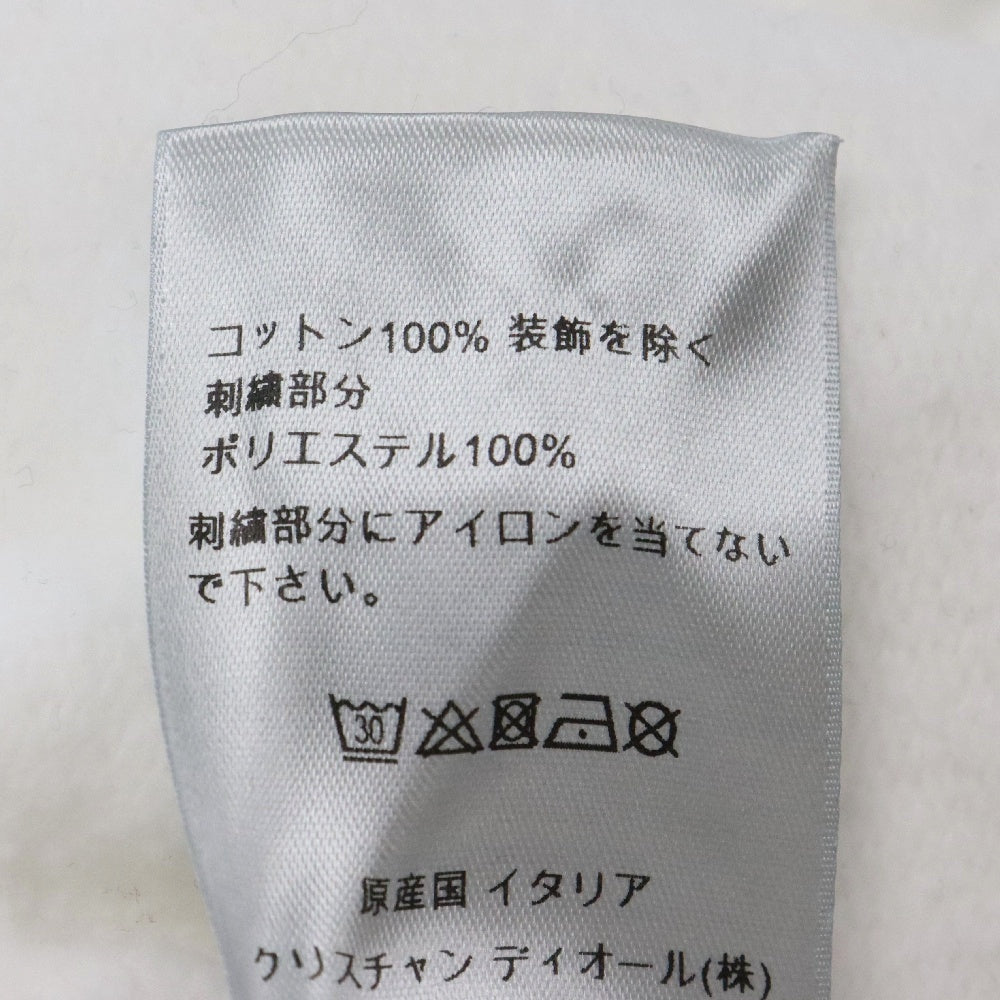 コットン100% 装飾を除く
刺繍部分
ポリエステル100%
刺繍部分にアイロンを当てない
で下さい。
30
原産国 イタリア
クリスチャン ディオール(株)